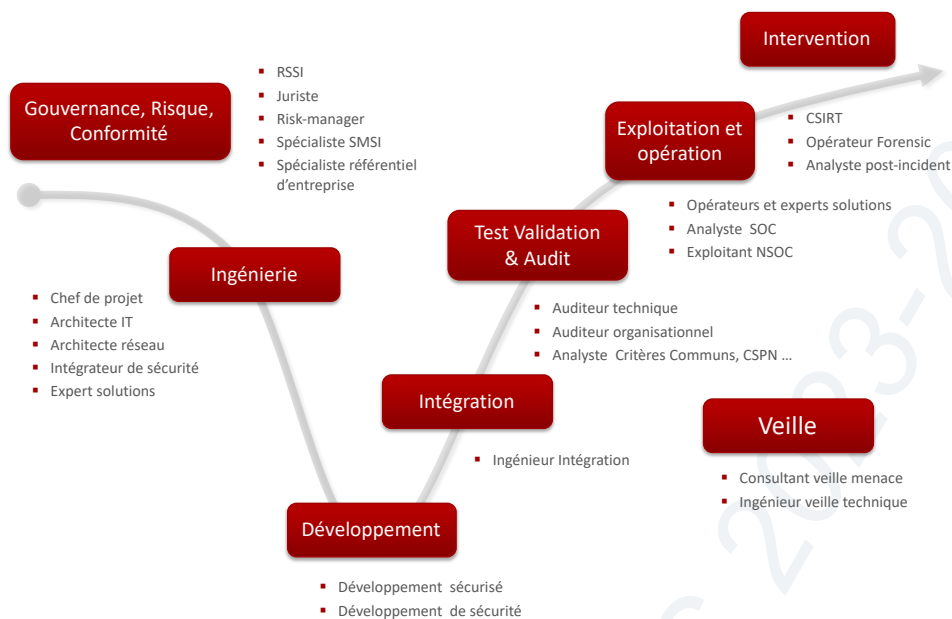 Intervention
Gouvernance, Risque,
Conformité
RSSI
Juriste
Risk-manager
Spécialiste SMSI
Spécialiste référentiel
d'entreprise
Exploitation et
opération
CSIRT
Opérateur Forensic
Analyste post-incident
Opérateurs et experts solutions
Analyste SOC
Exploitant NSOC
Test Validation
& Audit
Auditeur technique
Auditeur organisationnel
Analyste Critères Communs, CSPN ...
Ingénierie
Chef de projet
Architecte IT
Architecte réseau
Intégrateur de sécurité
Expert solutions
Intégration
Ingénieur Intégration
Veille
Consultant veille menace
Ingénieur veille technique
Développement
Développement sécurisé
Développement de sécurité
2023-20